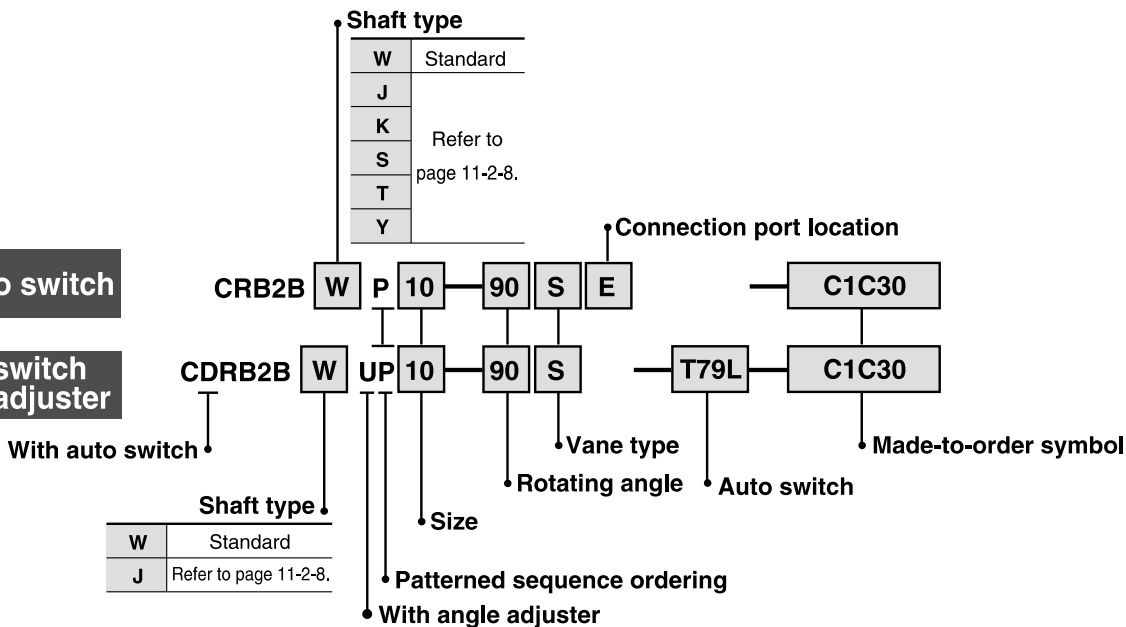 Shaft type
W Standard
J
K
S
T
Y
Refer to
page 11-2-8.
Connection port location
switch
CRB2B W P 10 — 90 S E — C1C30
switch
adjuster
CDRB2B W UP 10 — 90 S — T79L — C1C30
With auto switch
Vane type
Made-to-order symbol
Rotating angle
Auto switch
Shaft type
Size
W Standard
J Refer to page 11-2-8.
Patterned sequence ordering
With angle adjuster